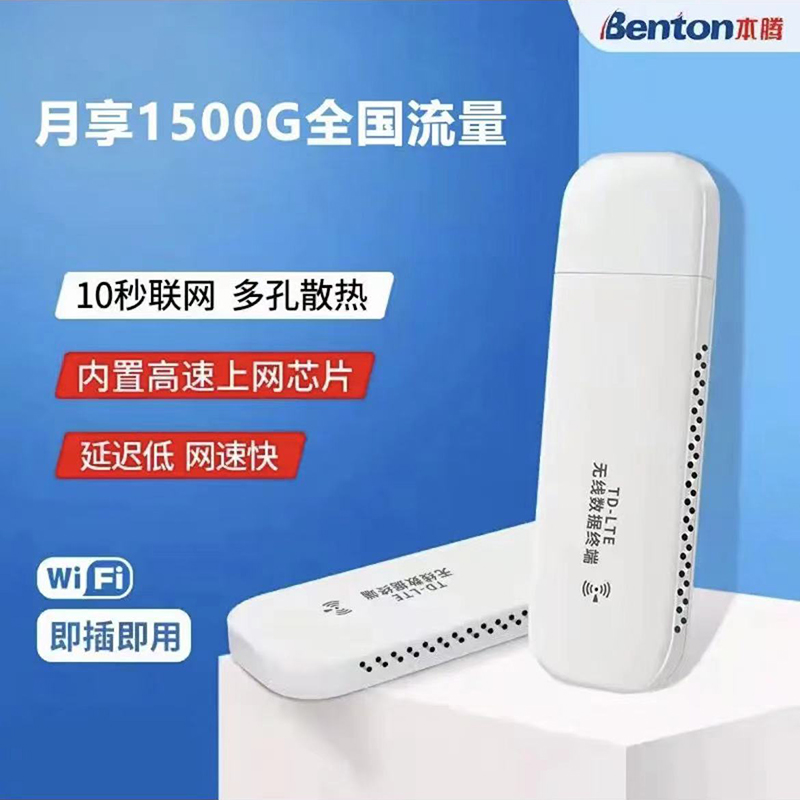 Benton本腾
月享1500G全国流量
10秒联网 多孔散热
内置高速上网芯片
延迟低 网速快
WiFi
即插即用
TD-LTE
无线数据终端
TD-LTE
无线数据终端